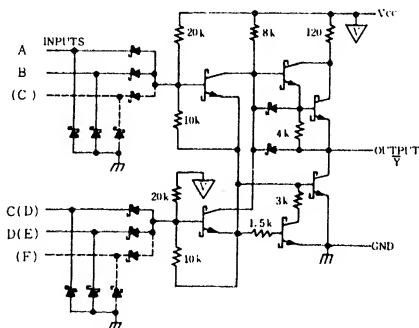 Vcc
INPUTS
20k
8k
120
A
B
(C)
10k
4k
OUTPUT
Y
20k
3k
C(D)
D(E)
1.5k
GND
(F)
10k